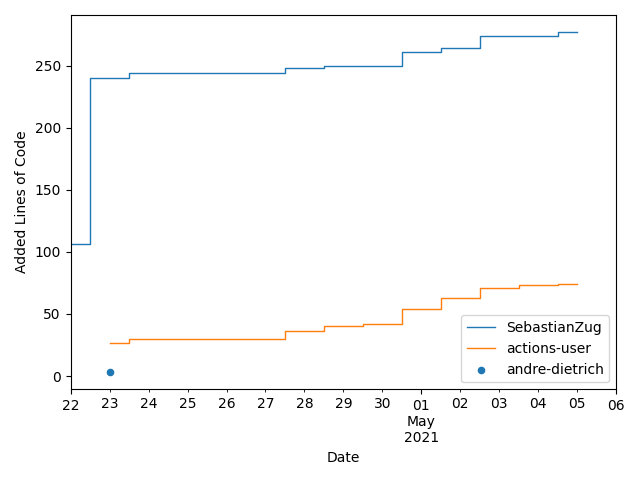 Added Lines of Code
250
200
150
100
50
0
SebastianZug
actions-user
andre-dietrich
22 23 24 25 26 27 28 29 30 01 02 03 04 05 06
May
2021
Date